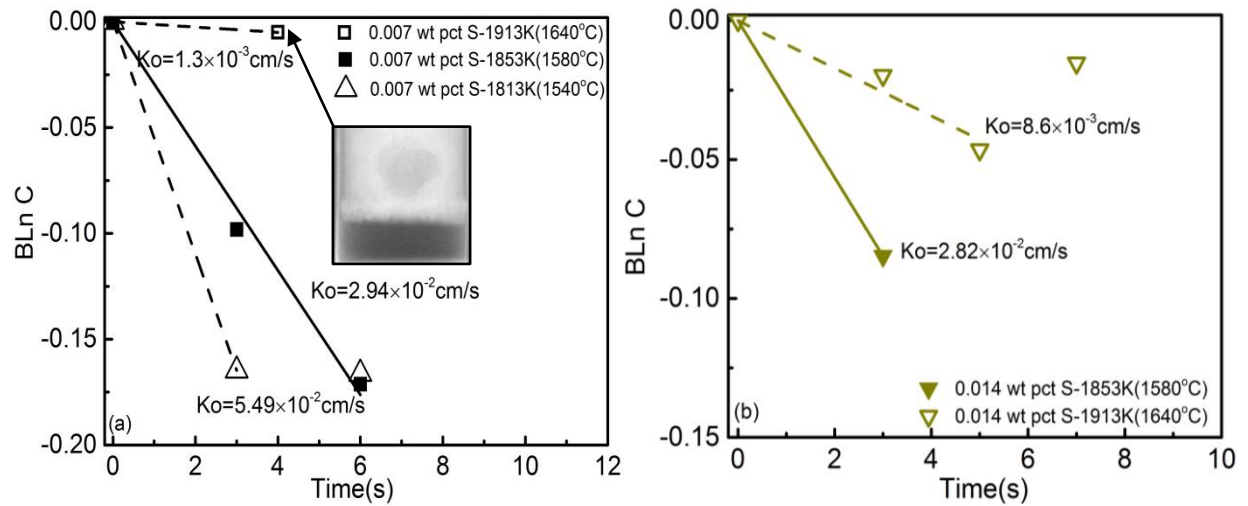 0.00
-0.05
-0.10
-0.15
-0.20
BLn C
0 2 4 6 8 10 12
Time(s)
0.007 wt pct S-1913K(1640°C)
0.007 wt pct S-1853K(1580°C)
0.007 wt pct S-1813K(1540°C)
Ko=1.3×10⁻³cm/s
Ko=2.94×10⁻²cm/s
Ko=5.49×10⁻²cm/s
(a)
0.00
-0.05
-0.10
-0.15
BLn C
0 2 4 6 8 10
Time(s)
Ko=8.6×10⁻³cm/s
Ko=2.82×10⁻²cm/s
0.014 wt pct S-1853K(1580°C)
0.014 wt pct S-1913K(1640°C)
(b)